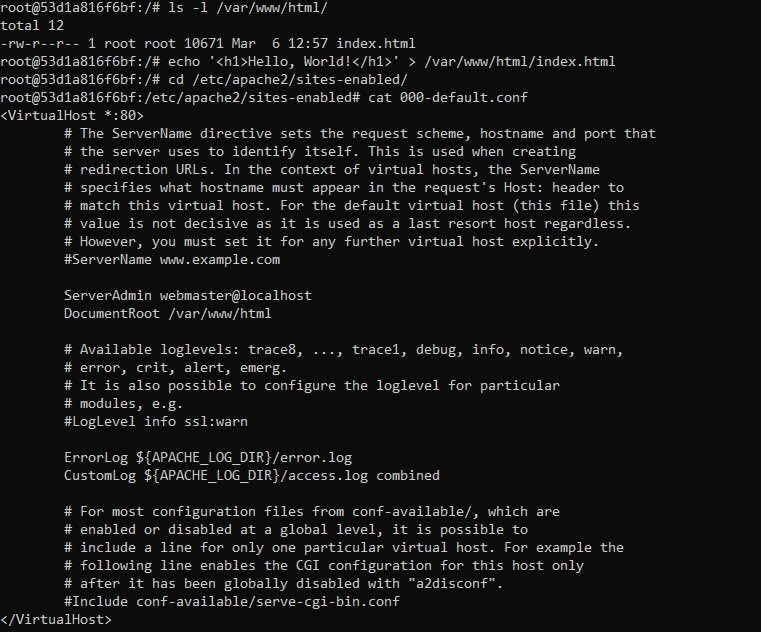 root@53d1a816f6bf:/# ls -l /var/www/html/
total 12
-rw-r--r-- 1 root root 10671 Mar  6 12:57 index.html
root@53d1a816f6bf:/# echo '<h1>Hello, World!</h1>' > /var/www/html/index.html
root@53d1a816f6bf:/# cd /etc/apache2/sites-enabled/
root@53d1a816f6bf:/etc/apache2/sites-enabled# cat 000-default.conf
<VirtualHost *:80>
        # The ServerName directive sets the request scheme, hostname and port that
        # the server uses to identify itself. This is used when creating
        # redirection URLs. In the context of virtual hosts, the ServerName
        # specifies what hostname must appear in the request's Host: header to
        # match this virtual host. For the default virtual host (this file) this
        # value is not decisive as it is used as a last resort host regardless.
        # However, you must set it for any further virtual host explicitly.
        #ServerName www.example.com

        ServerAdmin webmaster@localhost
        DocumentRoot /var/www/html

        # Available loglevels: trace8, ..., trace1, debug, info, notice, warn,
        # error, crit, alert, emerg.
        # It is also possible to configure the loglevel for particular
        # modules, e.g.
        #LogLevel info ssl:warn

        ErrorLog ${APACHE_LOG_DIR}/error.log
        CustomLog ${APACHE_LOG_DIR}/access.log combined

        # For most configuration files from conf-available/, which are
        # enabled or disabled at a global level, it is possible to
        # include a line for only one particular virtual host. For example the
        # following line enables the CGI configuration for this host only
        # after it has been globally disabled with "a2disconf".
        #Include conf-available/serve-cgi-bin.conf
</VirtualHost>